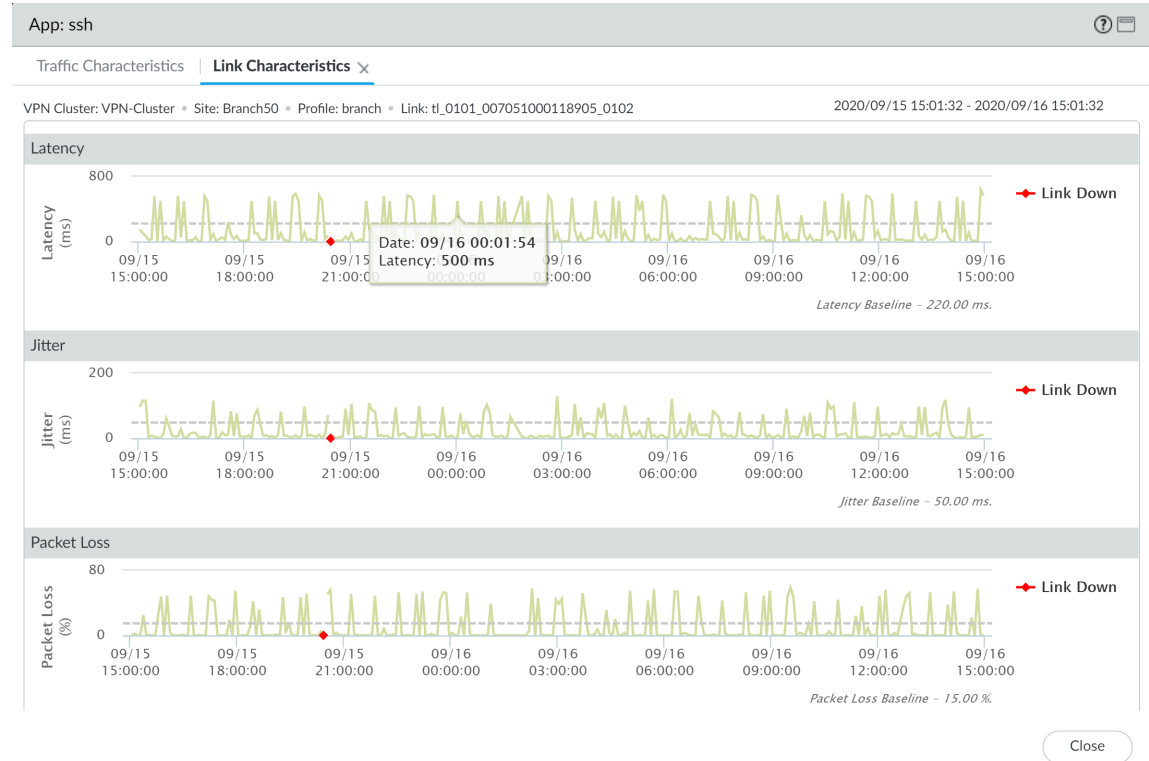 App: ssh
Traffic Characteristics Link Characteristics
VPN Cluster: VPN-Cluster • Site: Branch50 • Profile: branch • Link: tl_0101_007051000118905_0102 2020/09/15 15:01:32 - 2020/09/16 15:01:32
Latency
Latency (ms)
800
0
Link Down
Date: 09/16 00:01:54
Latency: 500 ms
09/15 09/15 09/15 09/16 09/16 09/16 09/16 09/16
15:00:00 18:00:00 21:00:00 00:00:00 03:00:00 06:00:00 09:00:00 12:00:00 15:00:00
Latency Baseline – 220.00 ms.
Jitter
Jitter (ms)
200
0
Link Down
09/15 09/15 09/15 09/16 09/16 09/16 09/16 09/16 09/16
15:00:00 18:00:00 21:00:00 00:00:00 03:00:00 06:00:00 09:00:00 12:00:00 15:00:00
Jitter Baseline – 50.00 ms.
Packet Loss
Packet Loss (%)
80
0
Link Down
09/15 09/15 09/15 09/16 09/16 09/16 09/16 09/16 09/16
15:00:00 18:00:00 21:00:00 00:00:00 03:00:00 06:00:00 09:00:00 12:00:00 15:00:00
Packet Loss Baseline – 15.00 %.
Close